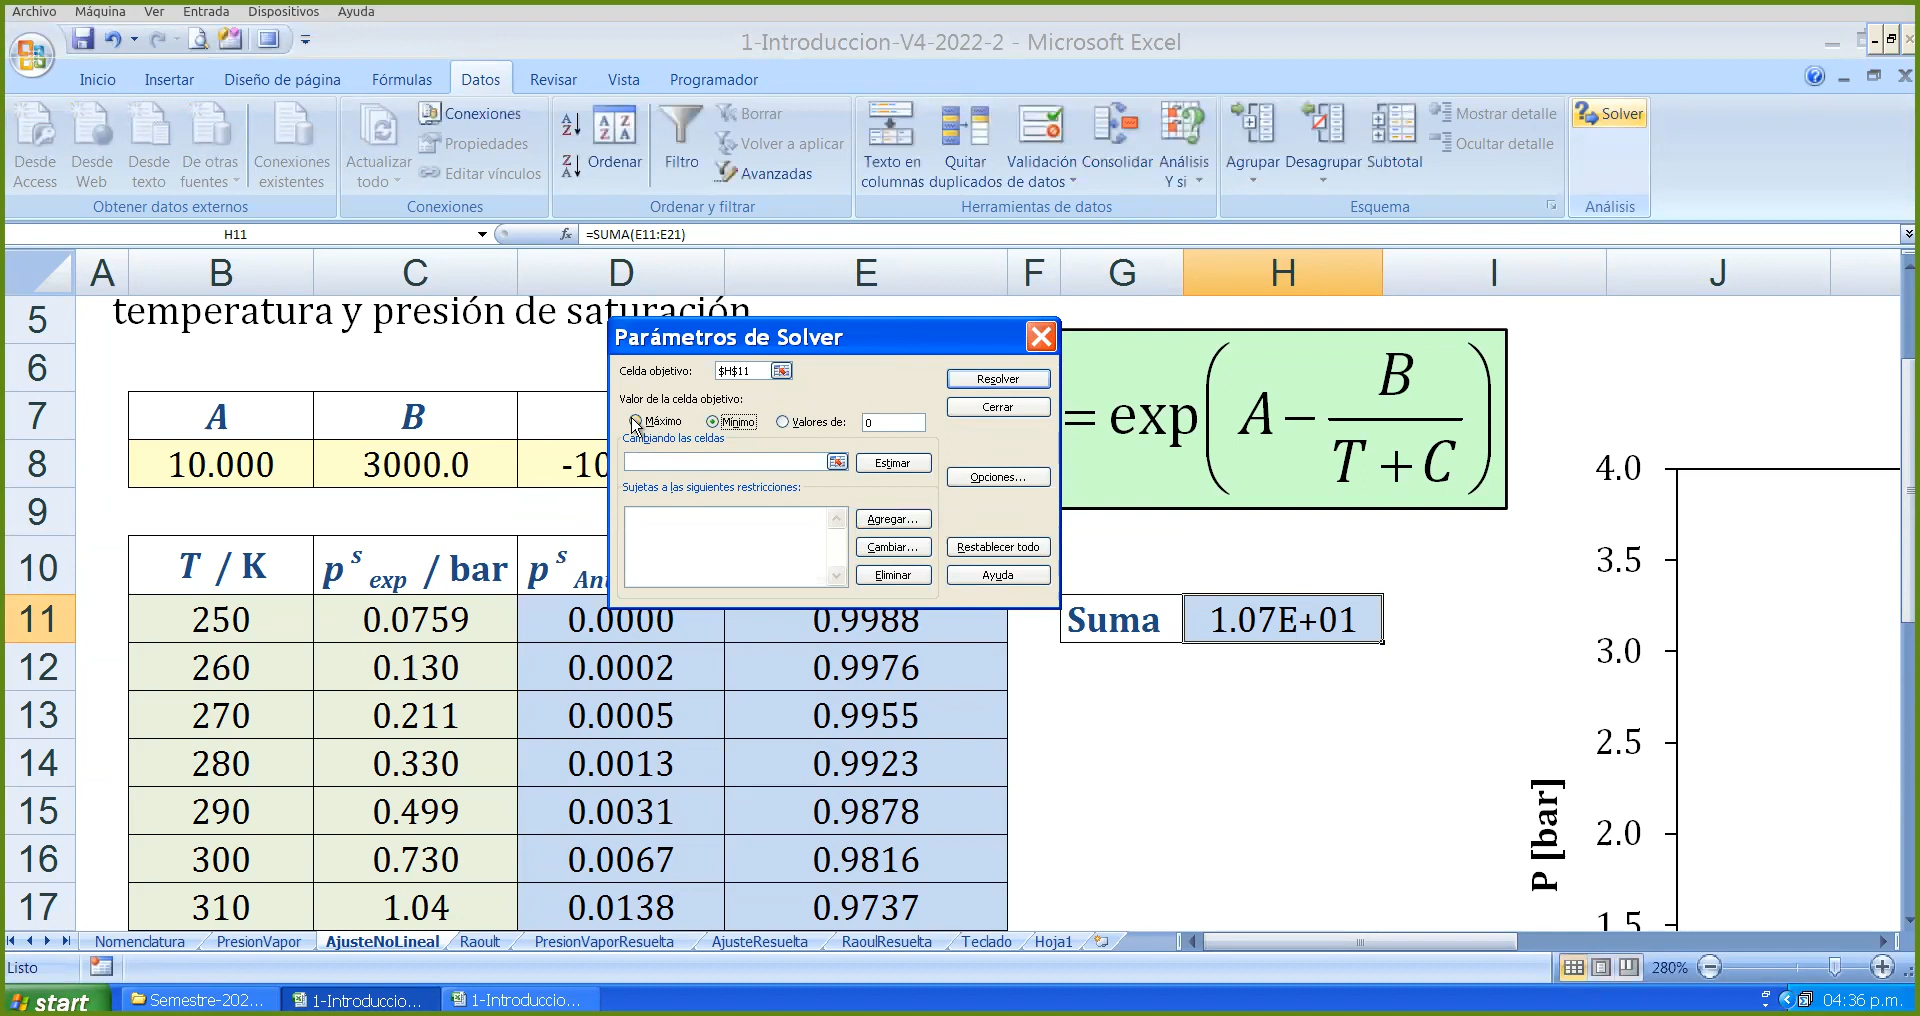 Archivo Máquina Ver Entrada Dispositivos Ayuda
1-Introduccion-V4-2022-2 - Microsoft Excel
Inicio Insertar Diseño de página Fórmulas Datos Revisar Vista Programador
Desde Access
Desde Web
Desde texto
De otras fuentes
Conexiones existentes
Obtener datos externos
Actualizar todo
Conexiones
Propiedades
Editar vínculos
Conexiones
Ordenar
Filtro
Borrar
Volver a aplicar
Avanzadas
Ordenar y filtrar
Texto en columnas
Quitar duplicados
Validación de datos
Consolidar
Análisis Y si
Herramientas de datos
Agrupar
Desagrupar
Subtotal
Mostrar detalle
Ocultar detalle
Esquema
Solver
Análisis
H11 fx =SUMA(E11:E21)
A B C D E F G H I J
5 temperatura y presión de saturación
6
7 A B
8 10.000 3000.0 -10
9
= exp(A − B / T + C)
Parámetros de Solver
Celda objetivo: $H$11
Valor de la celda objetivo:
Máximo Mínimo Valores de: 0
Cambiando las celdas
Estimar
Sujetas a las siguientes restricciones:
Agregar...
Cambiar...
Eliminar
Resolver
Cerrar
Opciones...
Restablecer todo
Ayuda
10 T / K p s exp / bar p s Ant
11 250 0.0759 0.0000 0.9988 Suma 1.07E+01
12 260 0.130 0.0002 0.9976
13 270 0.211 0.0005 0.9955
14 280 0.330 0.0013 0.9923
15 290 0.499 0.0031 0.9878
16 300 0.730 0.0067 0.9816
17 310 1.04 0.0138 0.9737
P [bar]
4.0
3.5
3.0
2.5
2.0
1.5
Nomenclatura PresionVapor AjusteNoLineal Raoult PresionVaporResuelta AjusteResuelta RaoulResuelta Teclado Hoja1
Listo 280%
start Semestre-202... 1-Introduccio... 1-Introduccio... 04:36 p.m.